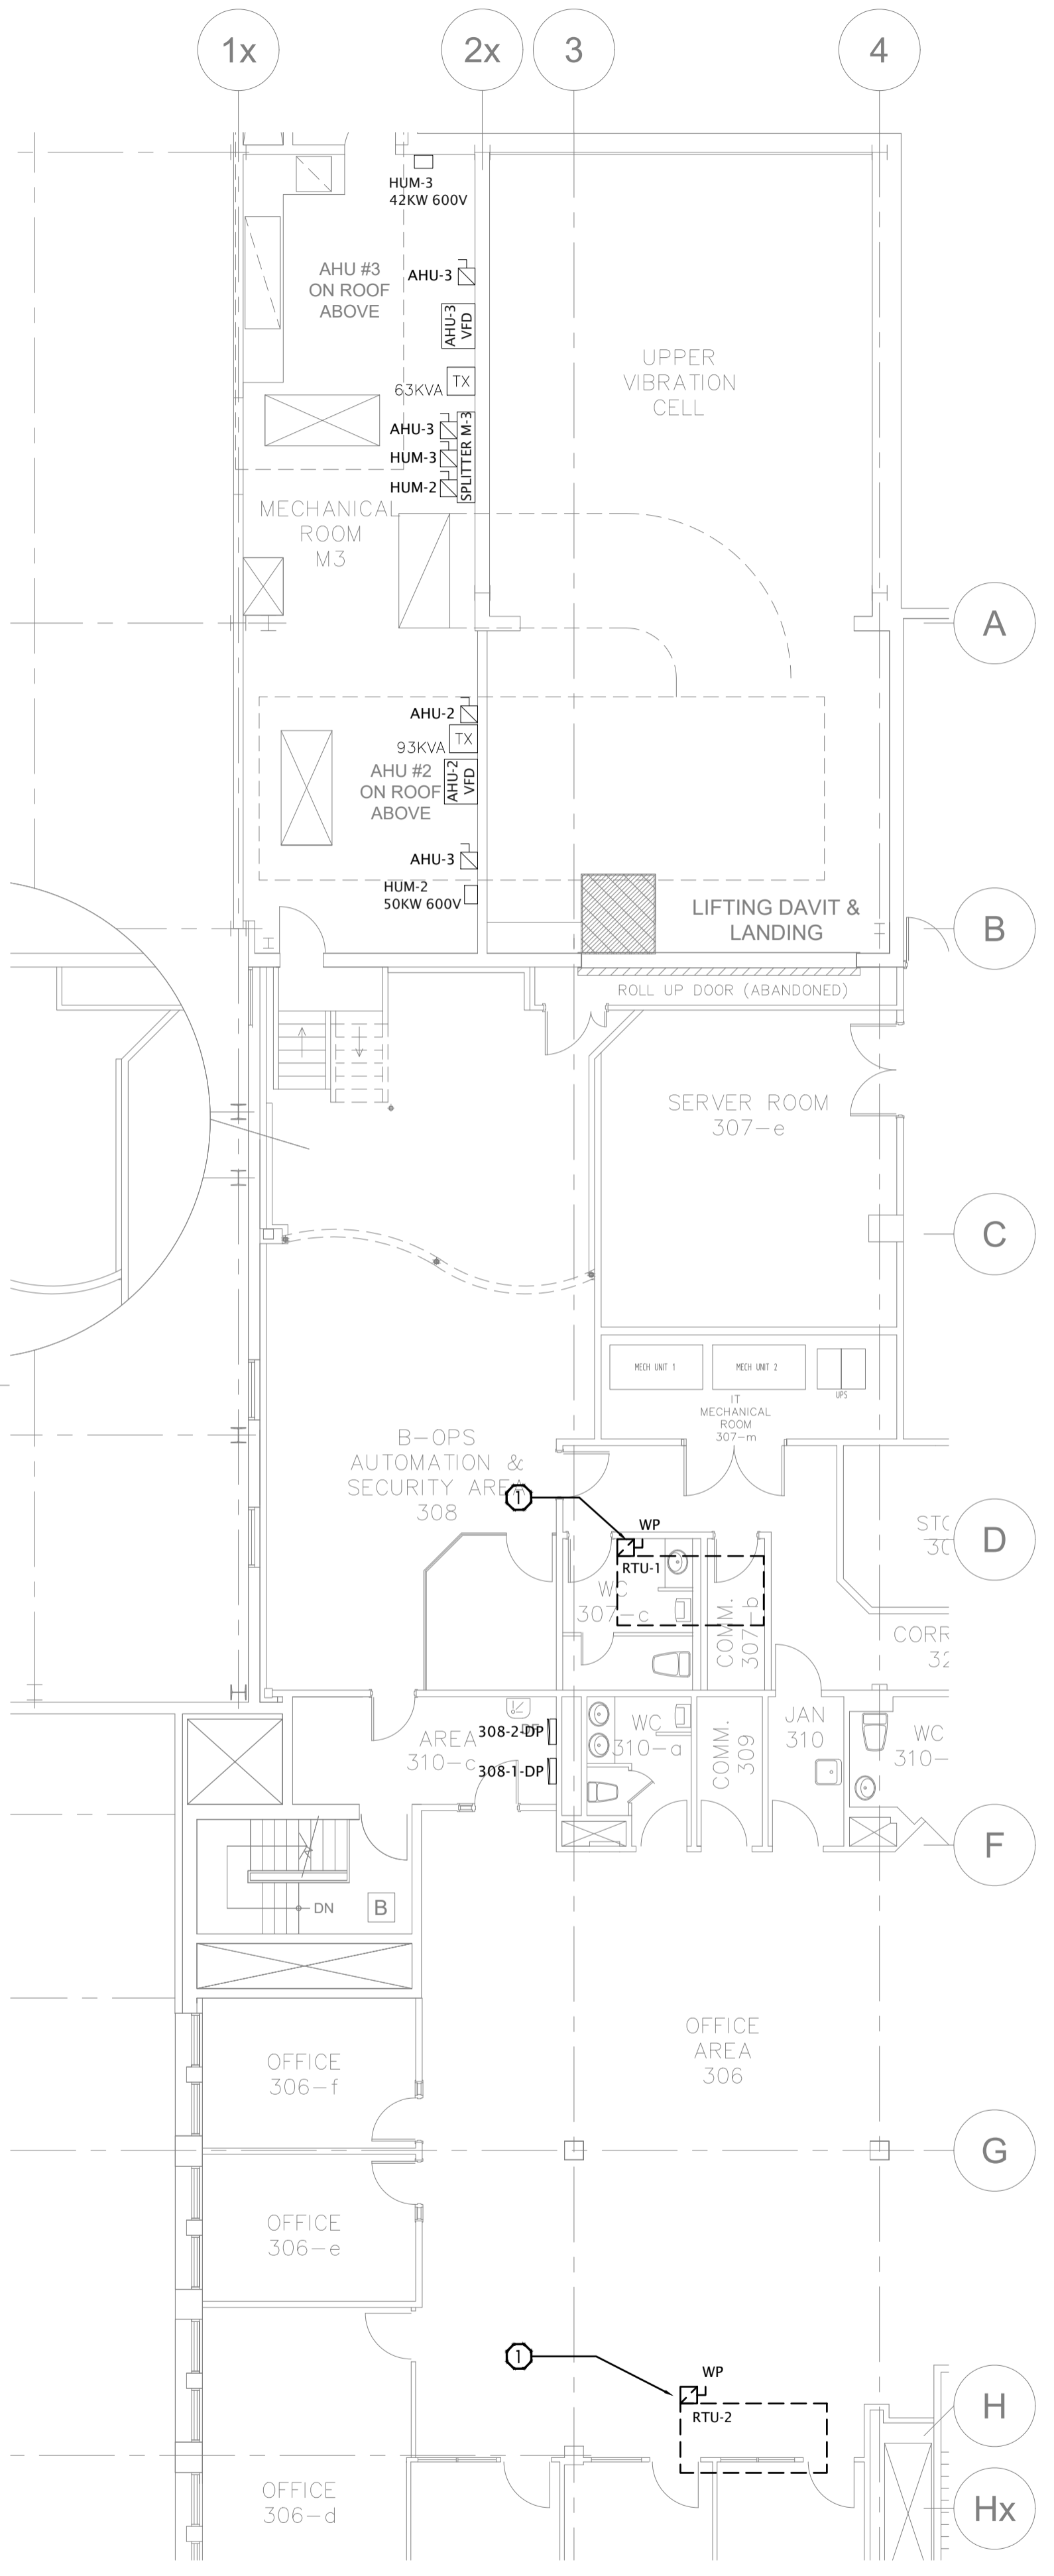 1x
2x
3
4
HUM-3
42KW 600V
AHU #3
ON ROOF
ABOVE
AHU-3
AHU-3
VFD
UPPER
VIBRATION
CELL
63KVA
TX
AHU-3
HUM-3
HUM-2
SPLITTER M-3
MECHANICAL
ROOM
M3
A
AHU-2
93KVA
TX
AHU #2
ON ROOF
ABOVE
AHU-2
VFD
AHU-3
HUM-2
50KW 600V
LIFTING DAVIT &
LANDING
B
ROLL UP DOOR (ABANDONED)
SERVER ROOM
307-e
C
MECH UNIT 1
MECH UNIT 2
UPS
IT
MECHANICAL
ROOM
307-m
B-OPS
AUTOMATION &
SECURITY AREA
308
1
WP
RTU-1
D
WC
307-c
COMM.
307-b
JAN
310
AREA
310-c
308-2-DP
308-1-DP
WC
310-a
COMM.
309
WC
310-
F
DN
B
OFFICE
306-f
OFFICE
AREA
306
G
OFFICE
306-e
1
WP
RTU-2
H
OFFICE
306-d
Hx